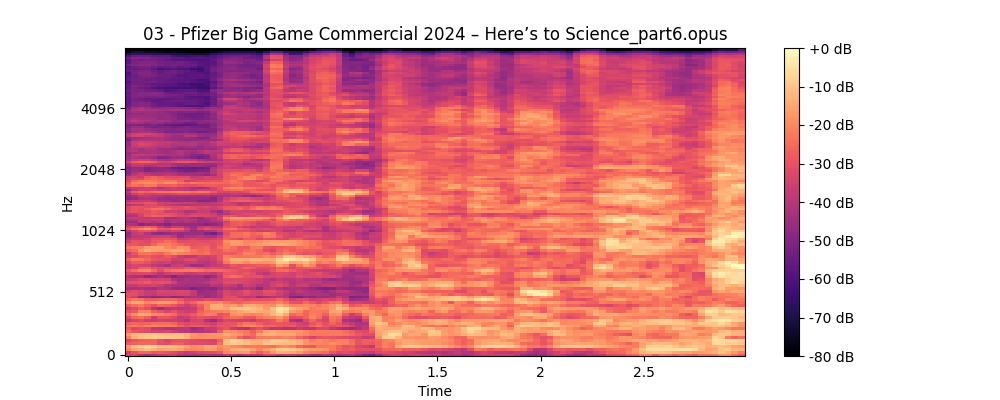 03 - Pfizer Big Game Commercial 2024 – Here’s to Science_part6.opus
Hz
4096
2048
1024
512
0
0
0.5
1
1.5
2
2.5
Time
+0 dB
-10 dB
-20 dB
-30 dB
-40 dB
-50 dB
-60 dB
-70 dB
-80 dB